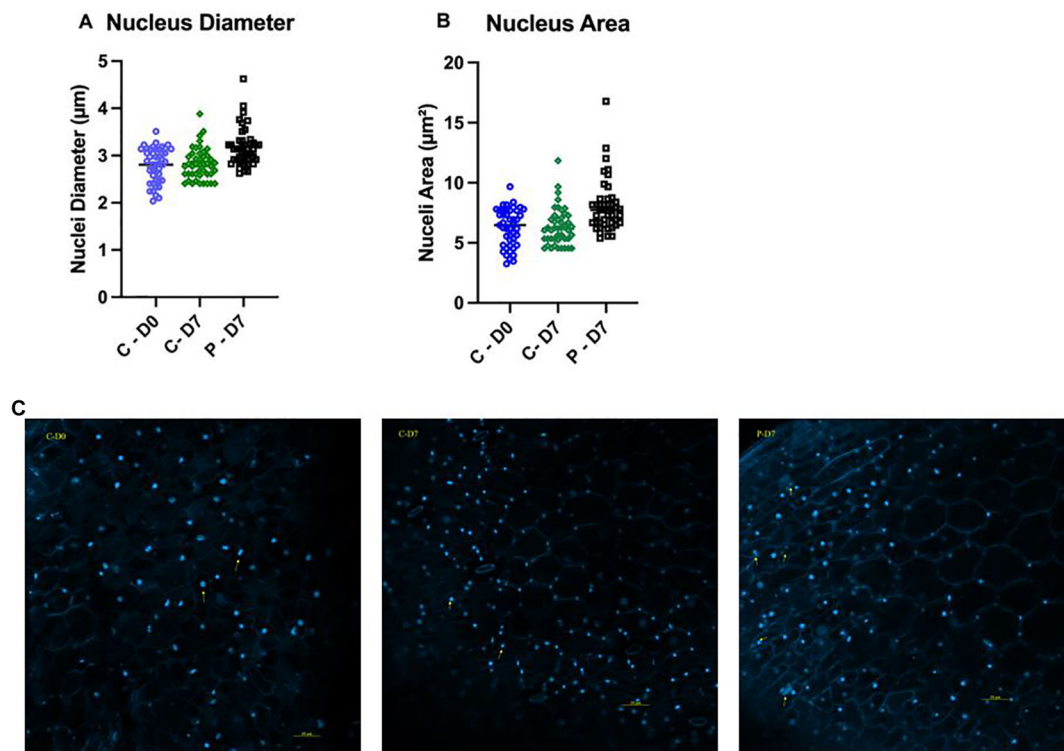 A Nucleus Diameter
Nuclei Diameter (µm)
5
4
3
2
1
0
C - D0
C- D7
P - D7
B Nucleus Area
Nuceli Area (µm²)
20
15
10
5
0
C - D0
C- D7
P - D7
C
C-D0
C-D7
P-D7